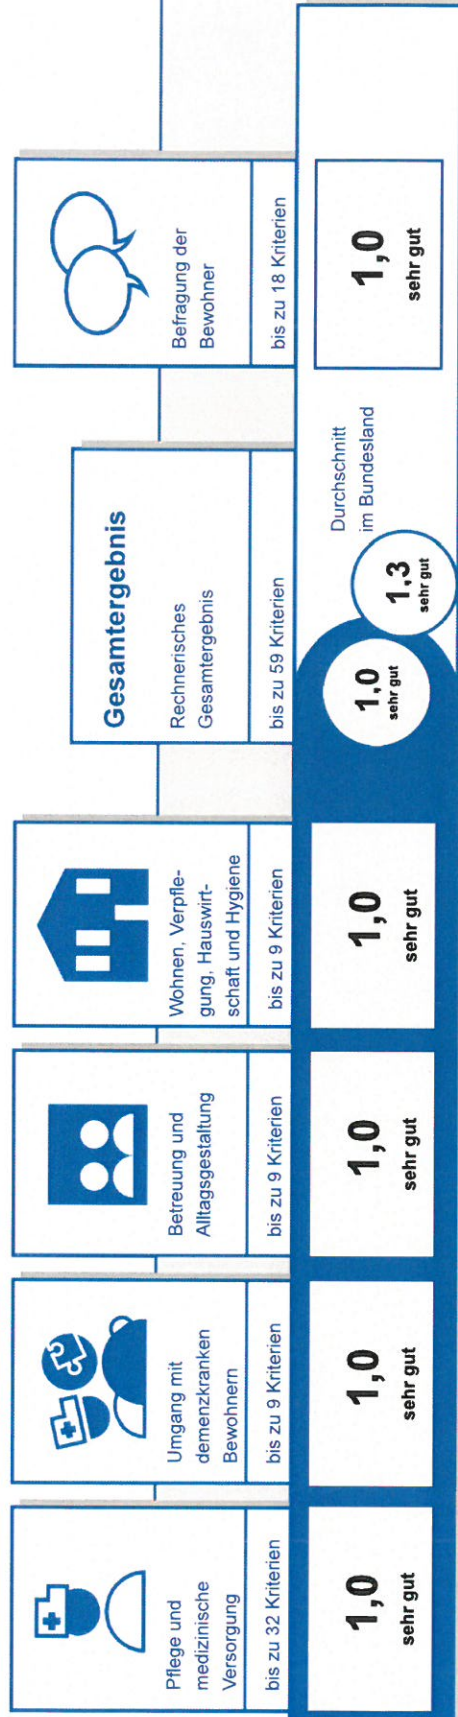 Pflege und
medizinische
Versorgung
bis zu 32 Kriterien
1,0
sehr gut
Umgang mit
demenzkranken
Bewohnern
bis zu 9 Kriterien
1,0
sehr gut
Betreuung und
Alltagsgestaltung
bis zu 9 Kriterien
1,0
sehr gut
Wohnen, Verpfle-
gung, Hauswirt-
schaft und Hygiene
bis zu 9 Kriterien
1,0
sehr gut
Gesamtergebnis
Rechnerisches
Gesamtergebnis
bis zu 59 Kriterien
1,0
sehr gut
1,3
sehr gut
Durchschnitt
im Bundesland
Befragung der
Bewohner
bis zu 18 Kriterien
1,0
sehr gut